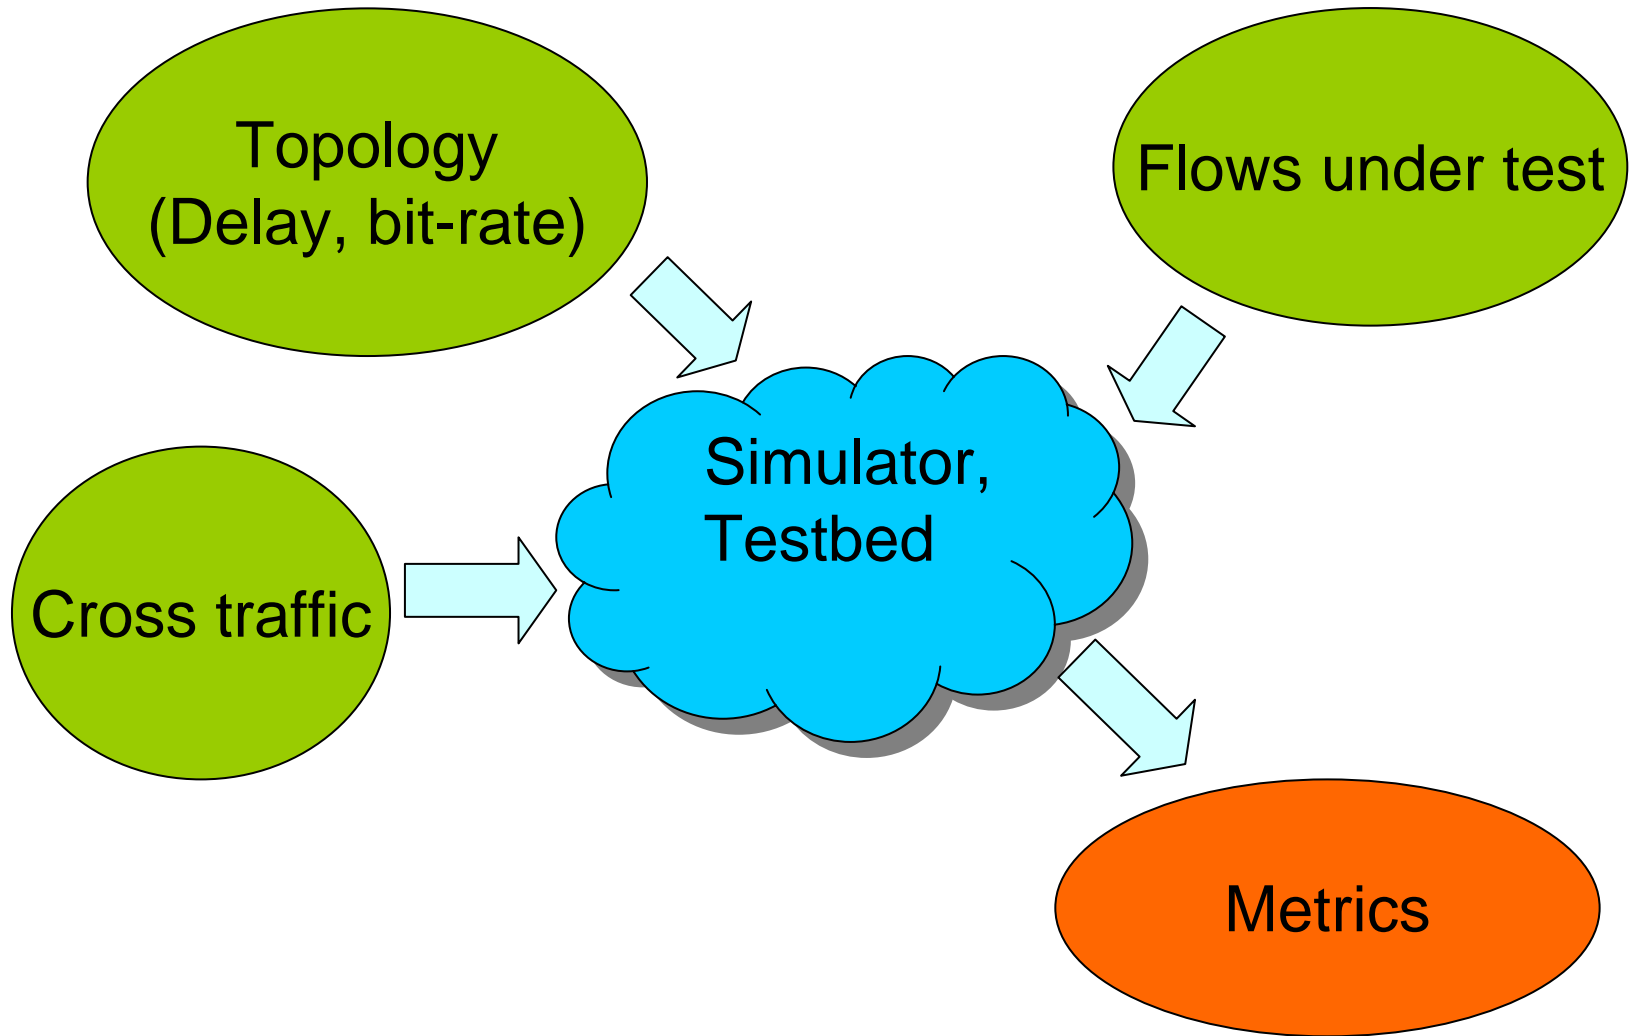 Topology
(Delay, bit-rate)
Flows under test
Simulator,
Testbed
Cross traffic
Metrics